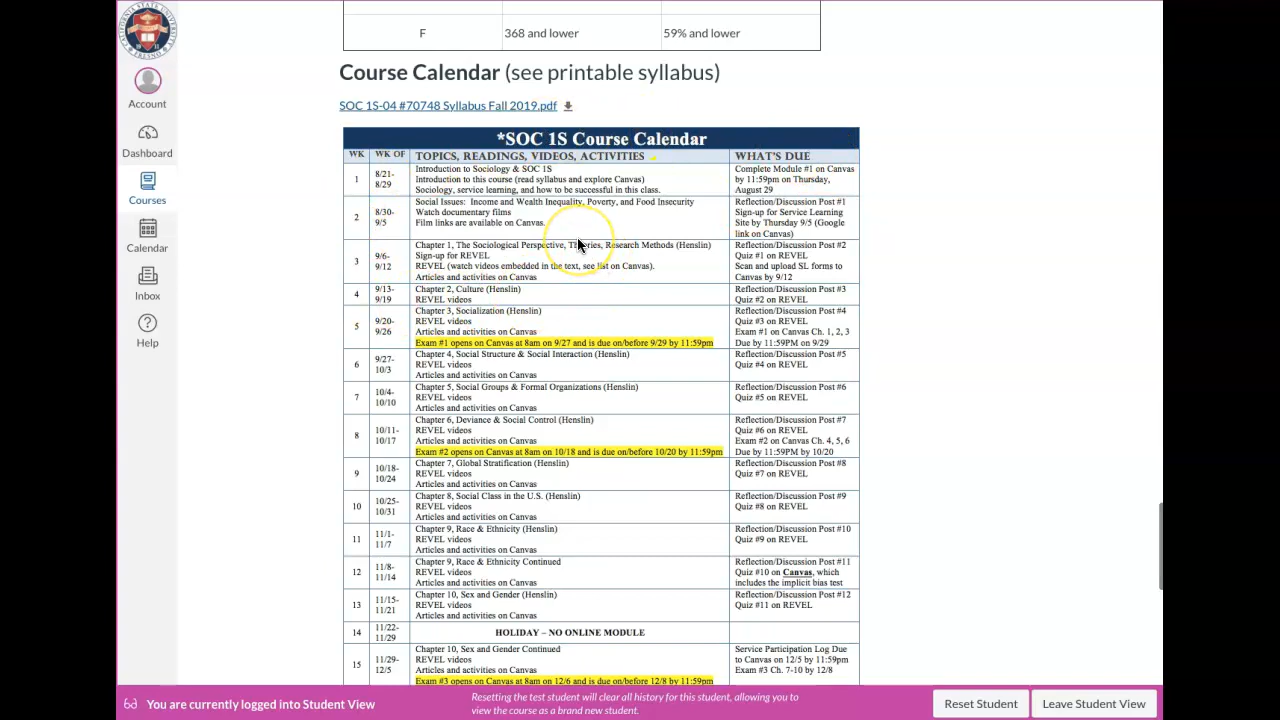 F 368 and lower 59% and lower
Course Calendar (see printable syllabus)
SOC 1S-04 #70748 Syllabus Fall 2019.pdf
*SOC 1S Course Calendar
WK WK OF TOPICS, READINGS, VIDEOS, ACTIVITIES WHAT'S DUE
1
8/21-
8/29
Introduction to Sociology & SOC 1S
Introduction to this course (read syllabus and explore Canvas)
Sociology, service learning, and how to be successful in this class.
Complete Module #1 on Canvas
by 11:59pm on Thursday,
August 29
2
8/30-
9/5
Social Issues: Income and Wealth Inequality, Poverty, and Food Insecurity
Watch documentary films
Film links are available on Canvas.
Reflection/Discussion Post #1
Sign-up for Service Learning
Site by Thursday 9/5 (Google
link on Canvas)
3
9/6-
9/12
Chapter 1, The Sociological Perspective, Theories, Research Methods (Henslin)
Sign-up for REVEL
REVEL (watch videos embedded in the text, see list on Canvas).
Articles and activities on Canvas
Reflection/Discussion Post #2
Quiz #1 on REVEL
Scan and upload SL forms to
Canvas by 9/12
4
9/13-
9/19
Chapter 2, Culture (Henslin)
REVEL videos
Reflection/Discussion Post #3
Quiz #2 on REVEL
5
9/20-
9/26
Chapter 3, Socialization (Henslin)
REVEL videos
Articles and activities on Canvas
Exam #1 opens on Canvas at 8am on 9/27 and is due on/before 9/29 by 11:59pm
Reflection/Discussion Post #4
Quiz #3 on REVEL
Exam #1 on Canvas Ch. 1, 2, 3
Due by 11:59PM on 9/29
6
9/27-
10/3
Chapter 4, Social Structure & Social Interaction (Henslin)
REVEL videos
Articles and activities on Canvas
Reflection/Discussion Post #5
Quiz #4 on REVEL
7
10/4-
10/10
Chapter 5, Social Groups & Formal Organizations (Henslin)
REVEL videos
Articles and activities on Canvas
Reflection/Discussion Post #6
Quiz #5 on REVEL
8
10/11-
10/17
Chapter 6, Deviance & Social Control (Henslin)
REVEL videos
Articles and activities on Canvas
Exam #2 opens on Canvas at 8am on 10/18 and is due on/before 10/20 by 11:59pm
Reflection/Discussion Post #7
Quiz #6 on REVEL
Exam #2 on Canvas Ch. 4, 5, 6
Due by 11:59PM by 10/20
9
10/18-
10/24
Chapter 7, Global Stratification (Henslin)
REVEL videos
Articles and activities on Canvas
Reflection/Discussion Post #8
Quiz #7 on REVEL
10
10/25-
10/31
Chapter 8, Social Class in the U.S. (Henslin)
REVEL videos
Articles and activities on Canvas
Reflection/Discussion Post #9
Quiz #8 on REVEL
11
11/1-
11/7
Chapter 9, Race & Ethnicity (Henslin)
REVEL videos
Articles and activities on Canvas
Reflection/Discussion Post #10
Quiz #9 on REVEL
12
11/8-
11/14
Chapter 9, Race & Ethnicity Continued
REVEL videos
Articles and activities on Canvas
Reflection/Discussion Post #11
Quiz #10 on Canvas, which
includes the implicit bias test
13
11/15-
11/21
Chapter 10, Sex and Gender (Henslin)
REVEL videos
Articles and activities on Canvas
Reflection/Discussion Post #12
Quiz #11 on REVEL
14
11/22-
11/29
HOLIDAY – NO ONLINE MODULE
15
11/29-
12/5
Chapter 10, Sex and Gender Continued
REVEL videos
Articles and activities on Canvas
Exam #3 opens on Canvas at 8am on 12/6 and is due on/before 12/8 by 11:59pm
Service Participation Log Due
to Canvas on 12/5 by 11:59pm
Exam #3 Ch. 7-10 by 12/8
Account
Dashboard
Courses
Calendar
Inbox
Help
You are currently logged into Student View
Resetting the test student will clear all history for this student, allowing you to
view the course as a brand new student.
Reset Student
Leave Student View